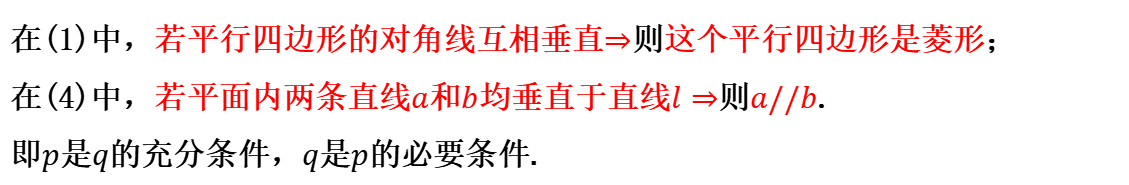 在(1)中，若平行四边形的对角线互相垂直⇒则这个平行四边形是菱形；
在(4)中，若平面内两条直线a和b均垂直于直线l ⇒则a//b.
即p是q的充分条件，q是p的必要条件.